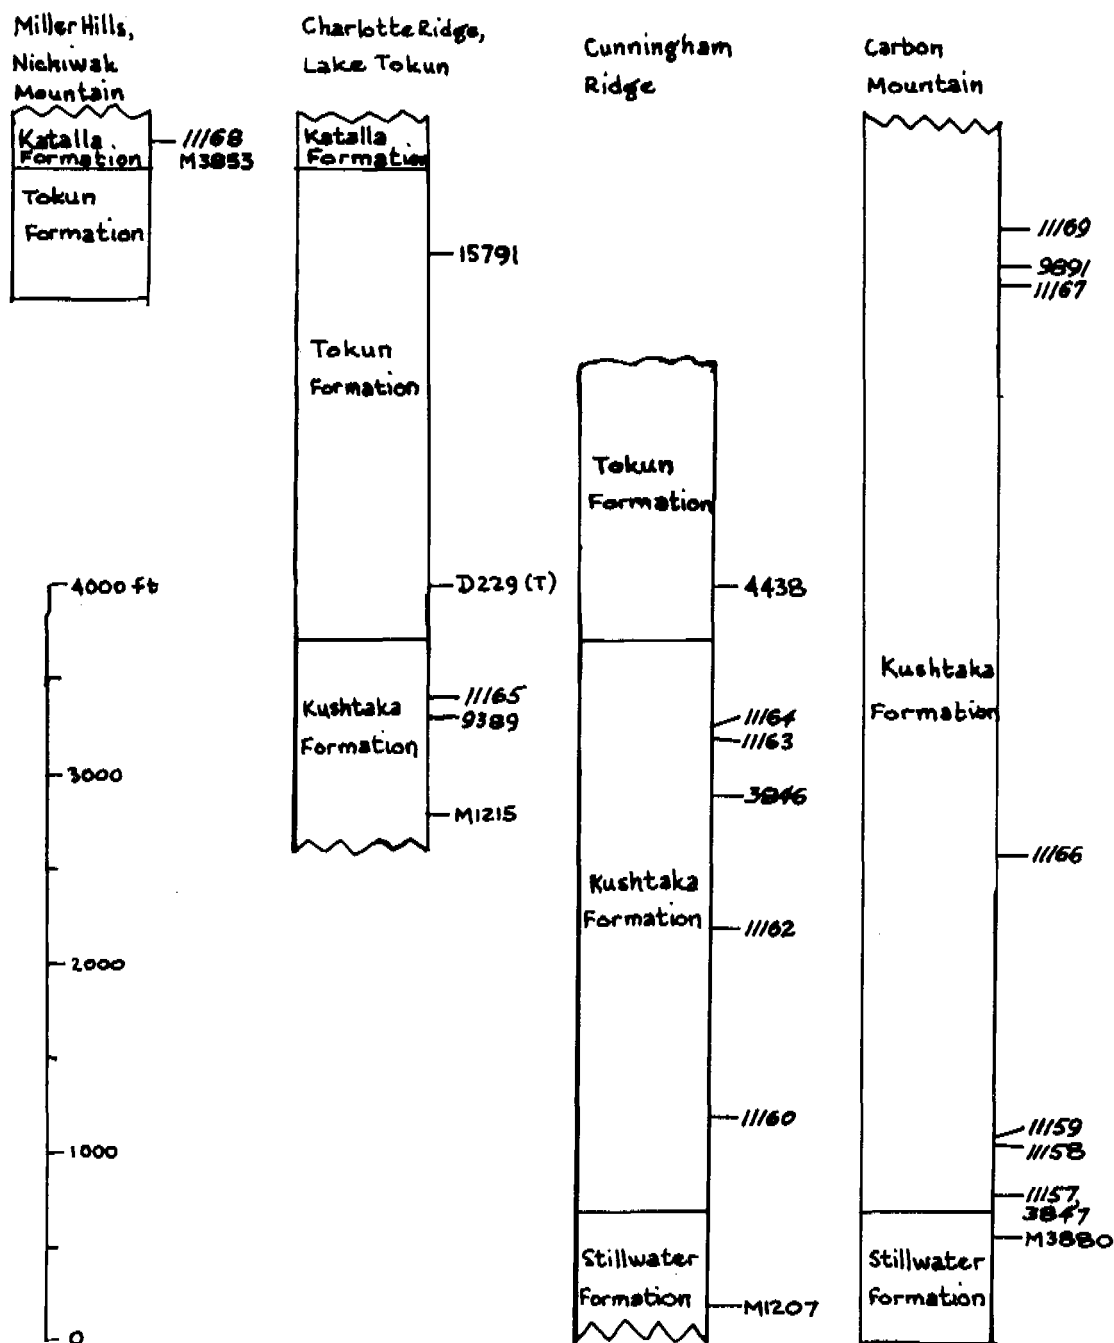 Miller Hills,
Nichiwak
Mountain
Katalla
Formation
11168
M3853
Tokun
Formation
Charlotte Ridge,
Lake Tokun
Katalla
Formation
15791
Tokun
Formation
D229 (T)
11165
9389
Kushtaka
Formation
M1215
Cunningham
Ridge
Tokun
Formation
4438
11164
11163
3846
Kushtaka
Formation
11162
11160
Stillwater
Formation
M1207
Carbon
Mountain
11169
9891
11167
Kushtaka
Formation
11166
11159
11158
11157,
3847
M3880
Stillwater
Formation
4000 ft
3000
2000
1000
0